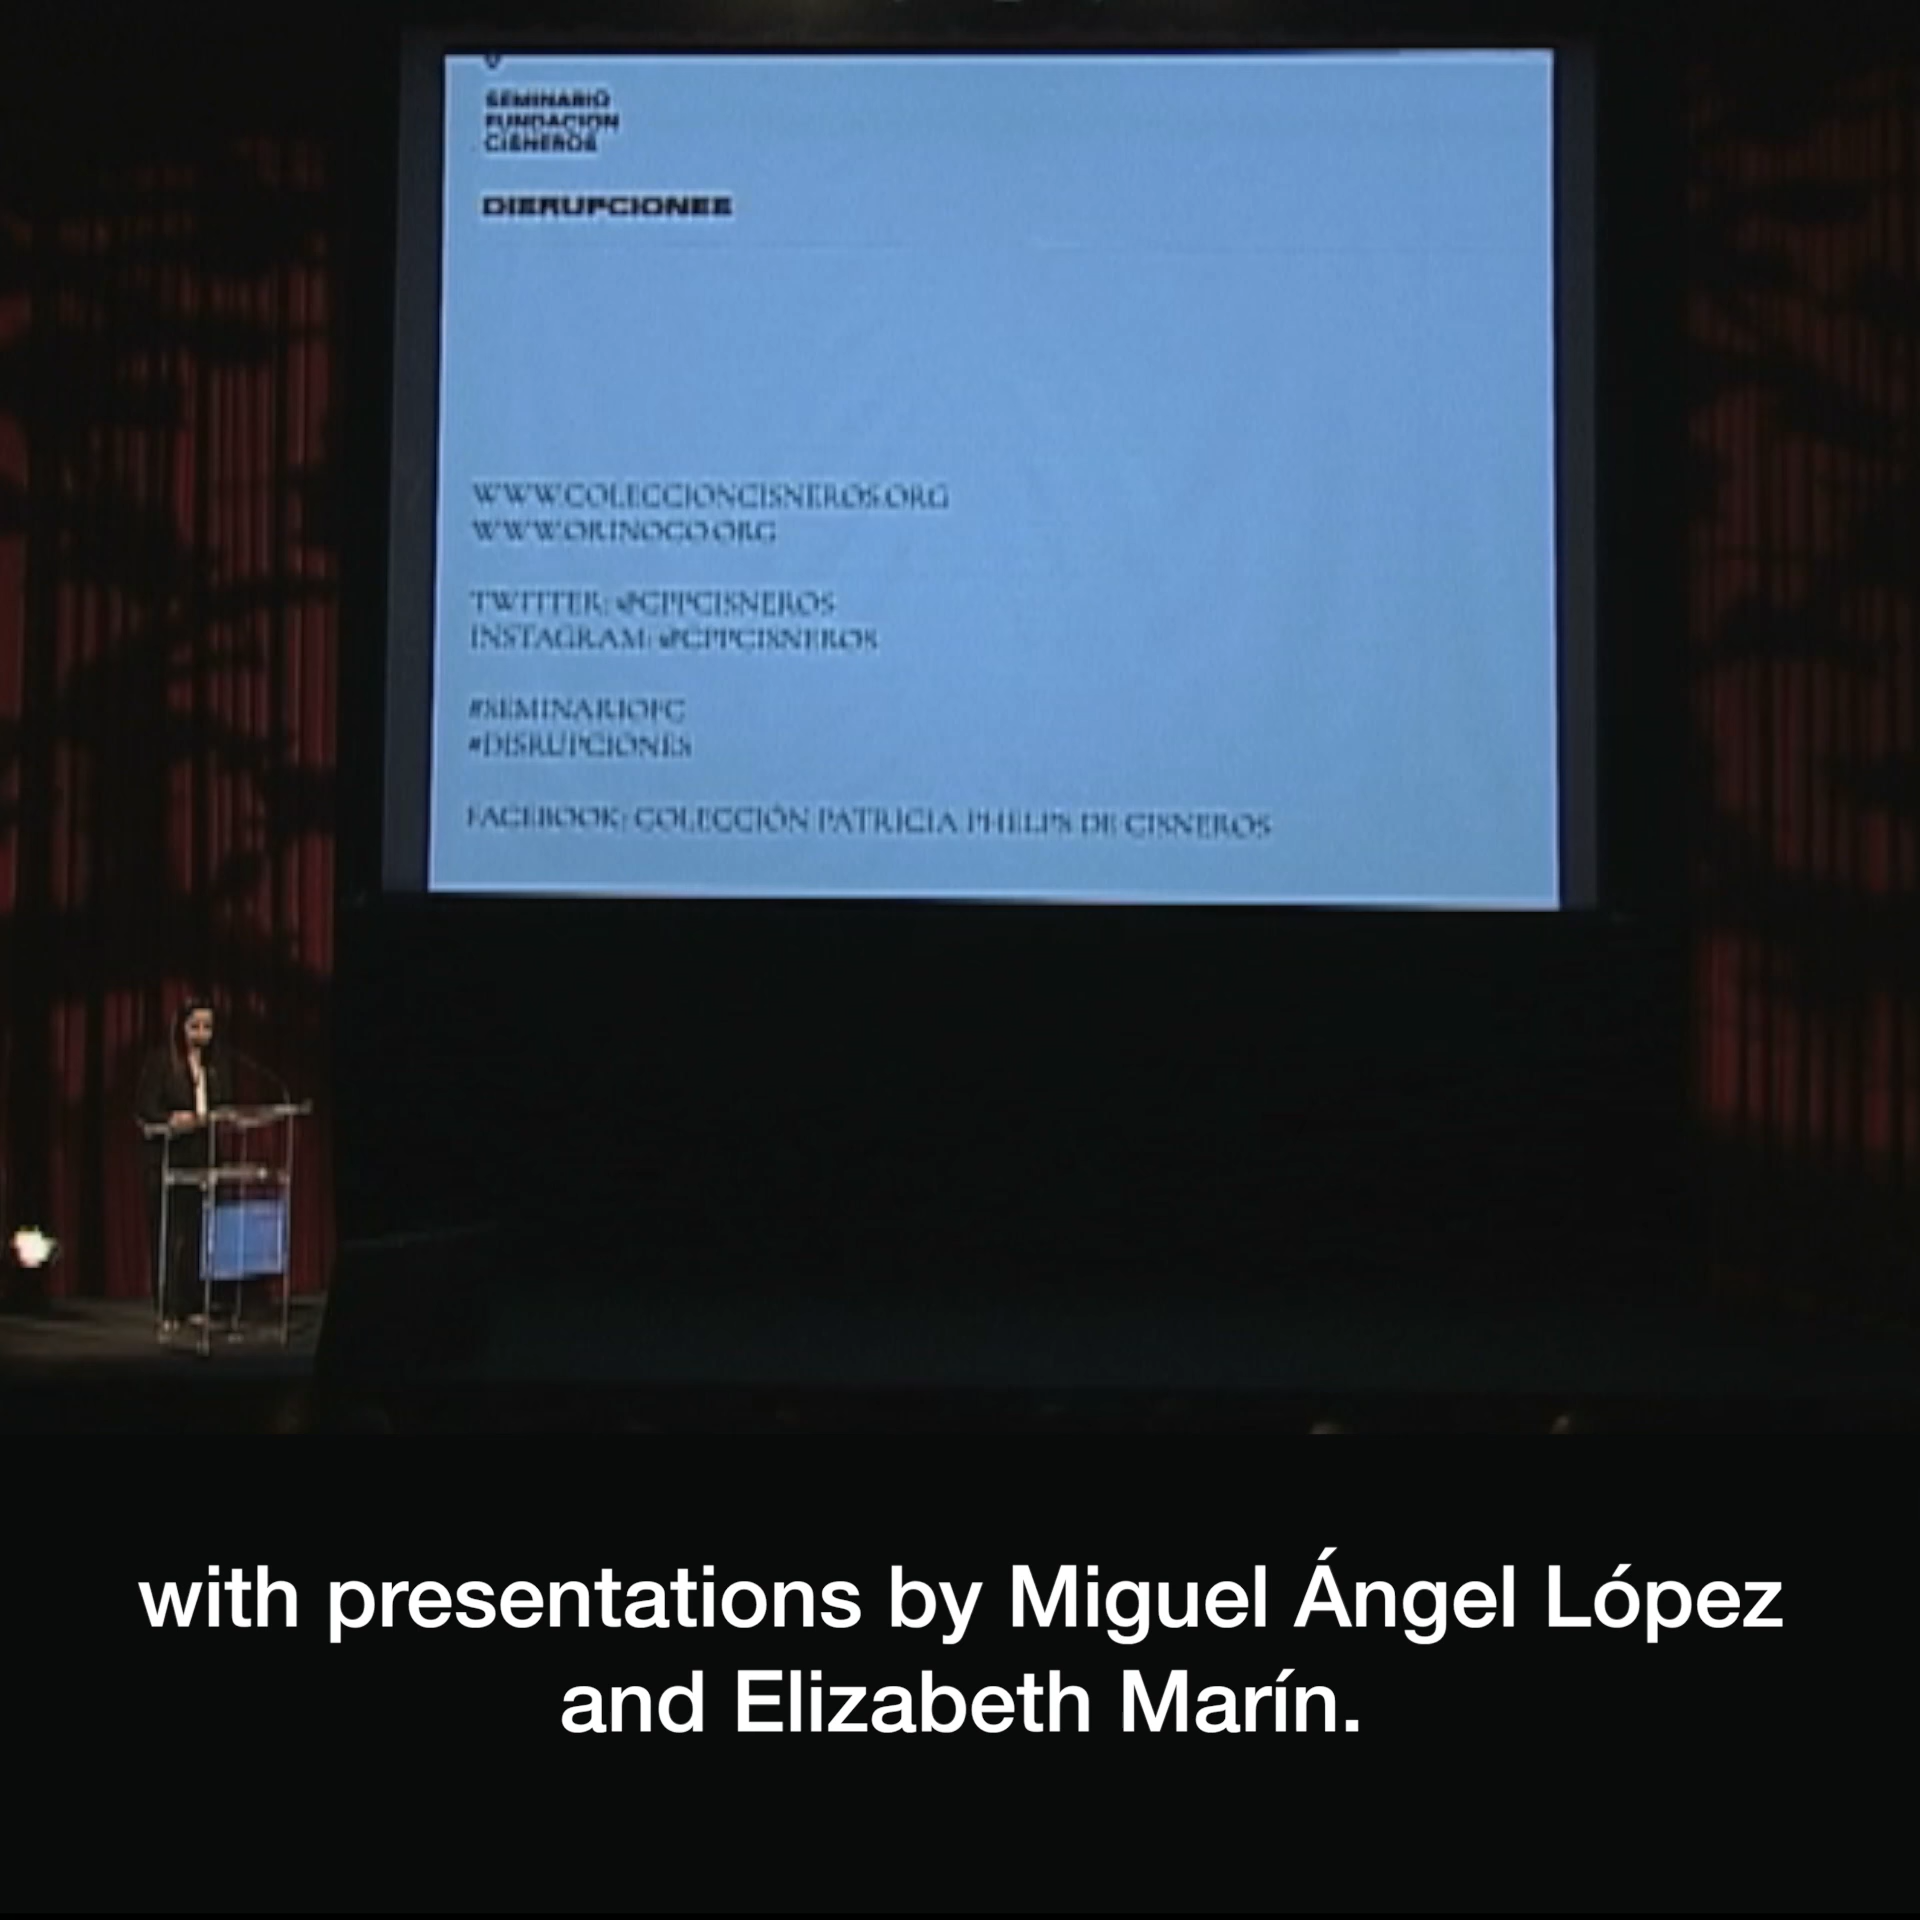 SEMINARIO
FUNDACIÓN
CISNEROS
DISRUPCIONES
WWW.COLECCIONCISNEROS.ORG
WWW.ORINOCO.ORG
TWITTER: @CPPCISNEROS
INSTAGRAM: @CPPCISNEROS
#SEMINARIOFC
#DISRUPCIONES
FACEBOOK: COLECCIÓN PATRICIA PHELPS DE CISNEROS
with presentations by Miguel Ángel López
and Elizabeth Marín.